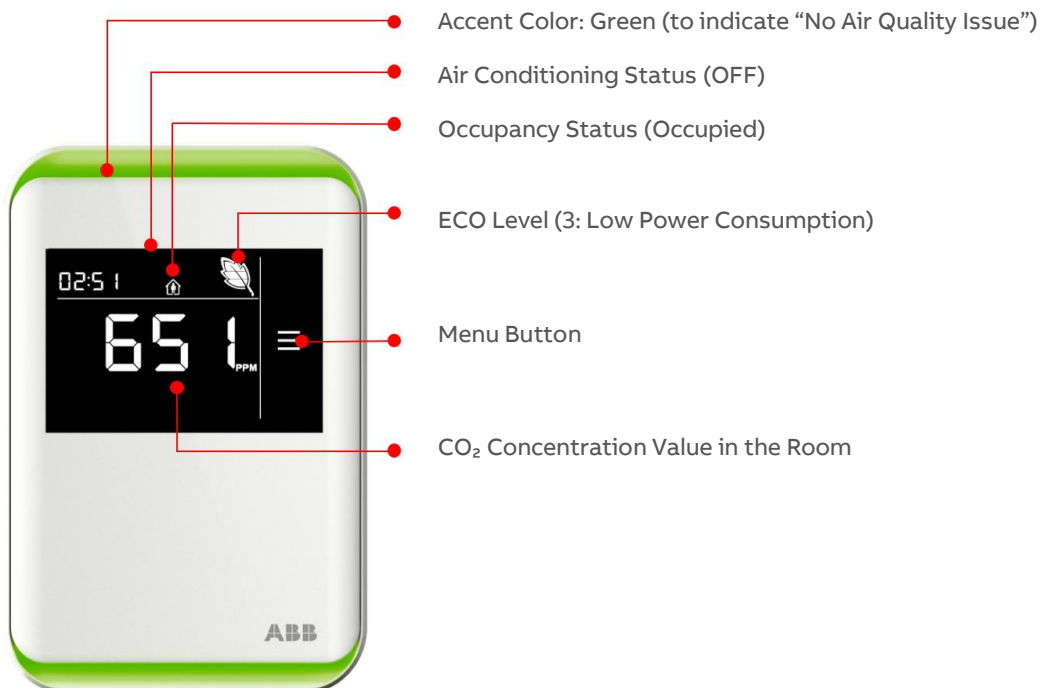 Accent Color: Green (to indicate “No Air Quality Issue”)
Air Conditioning Status (OFF)
Occupancy Status (Occupied)
ECO Level (3: Low Power Consumption)
02:51
651 PPM
Menu Button
CO₂ Concentration Value in the Room
ABB